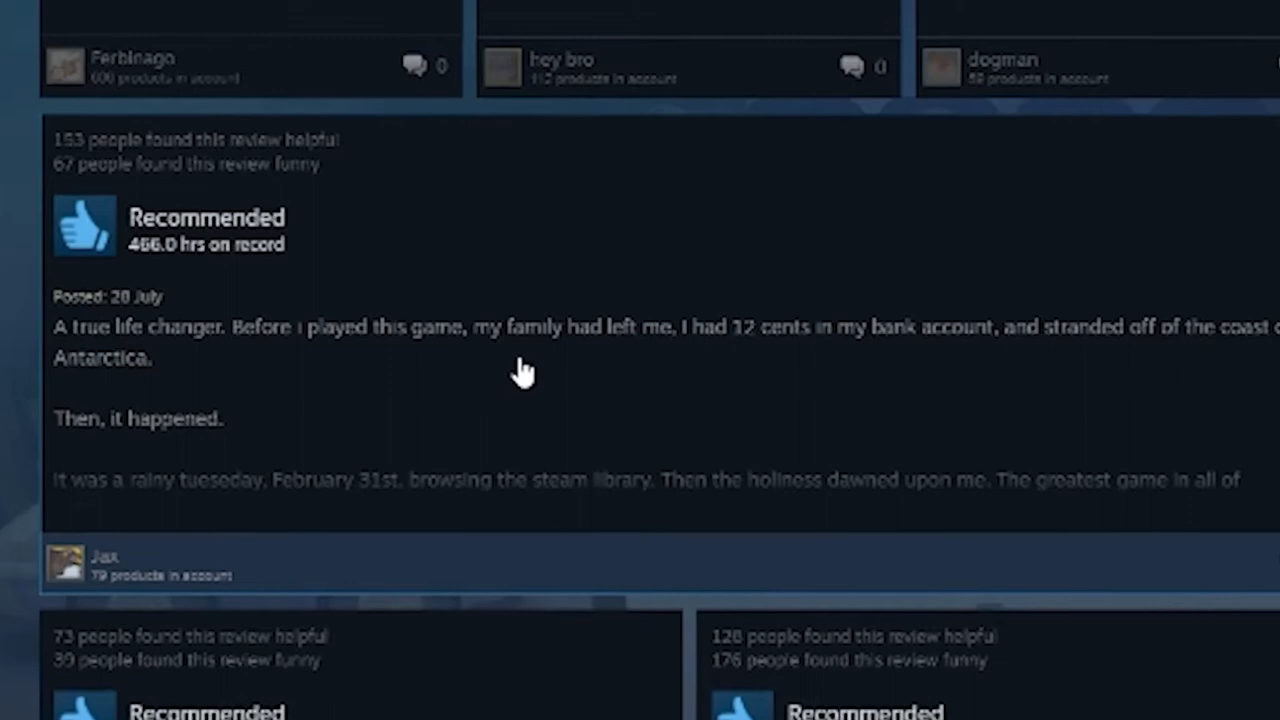 Ferbinago
606 products in account
0
hey bro
112 products in account
0
dogman
59 products in account
153 people found this review helpful
67 people found this review funny
Recommended
466.0 hrs on record
Posted: 28 July
A true life changer. Before i played this game, my family had left me, I had 12 cents in my bank account, and stranded off of the coast
Antarctica.
Then, it happened.
It was a rainy tueseday, February 31st, browsing the steam library. Then the holiness dawned upon me. The greatest game in all of
Jax
79 products in account
73 people found this review helpful
39 people found this review funny
128 people found this review helpful
176 people found this review funny
Recommended
Recommended